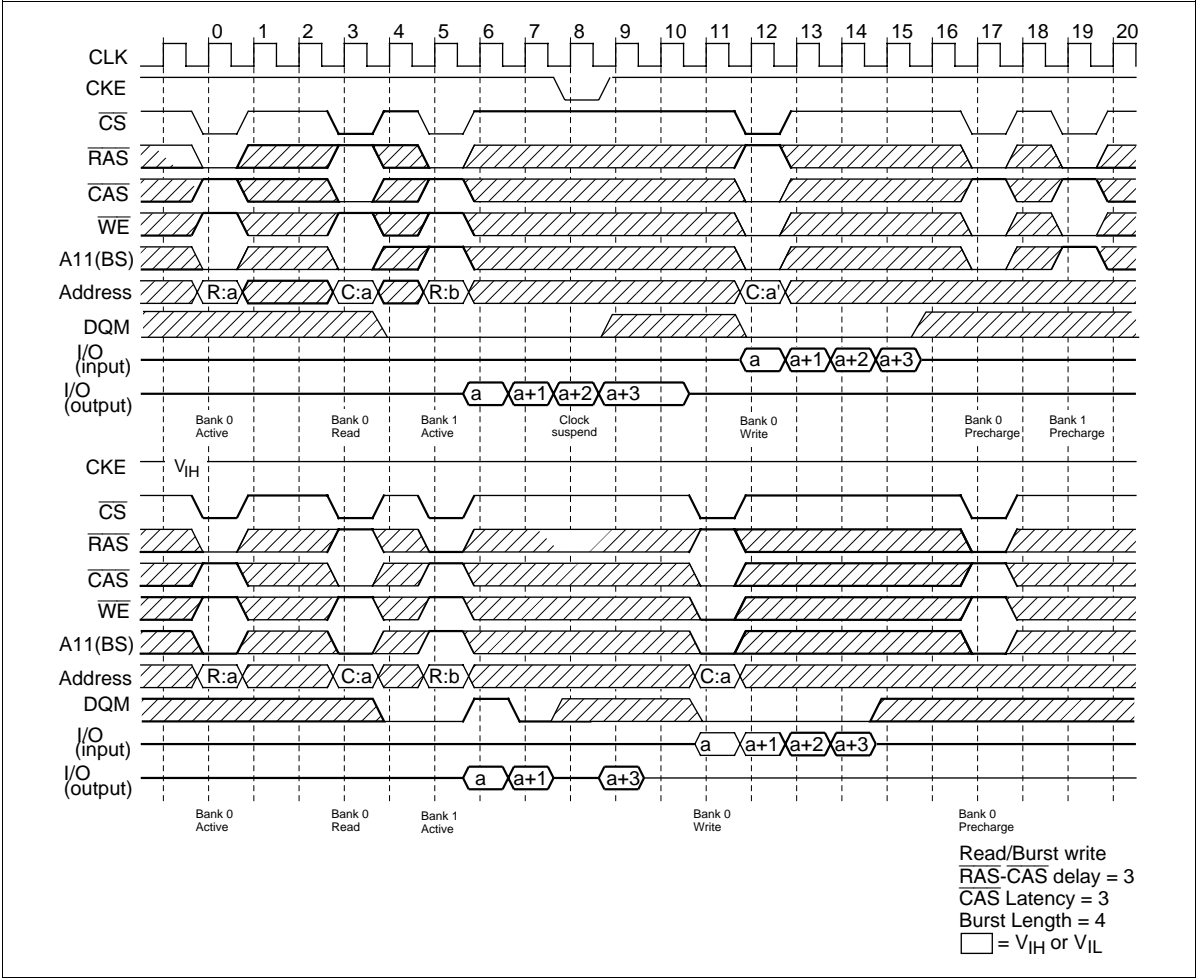 0 1 2 3 4 5 6 7 8 9 10 11 12 13 14 15 16 17 18 19 20
CLK
CKE
CS
RAS
CAS
WE
A11(BS)
Address R:a C:a R:b C:a'
DQM
I/O
(input) a a+1 a+2 a+3
I/O
(output) a a+1 a+2 a+3
Bank 0 Bank 0 Bank 1 Clock Bank 0 Bank 0 Bank 1
Active Read Active suspend Write Precharge Precharge
CKE VIH
CS
RAS
CAS
WE
A11(BS)
Address R:a C:a R:b C:a
DQM
I/O
(input) a a+1 a+2 a+3
I/O
(output) a a+1 a+3
Bank 0 Bank 0 Bank 1 Bank 0 Bank 0
Active Read Active Write Precharge
Read/Burst write
RAS-CAS delay = 3
CAS Latency = 3
Burst Length = 4
= VIH or VIL